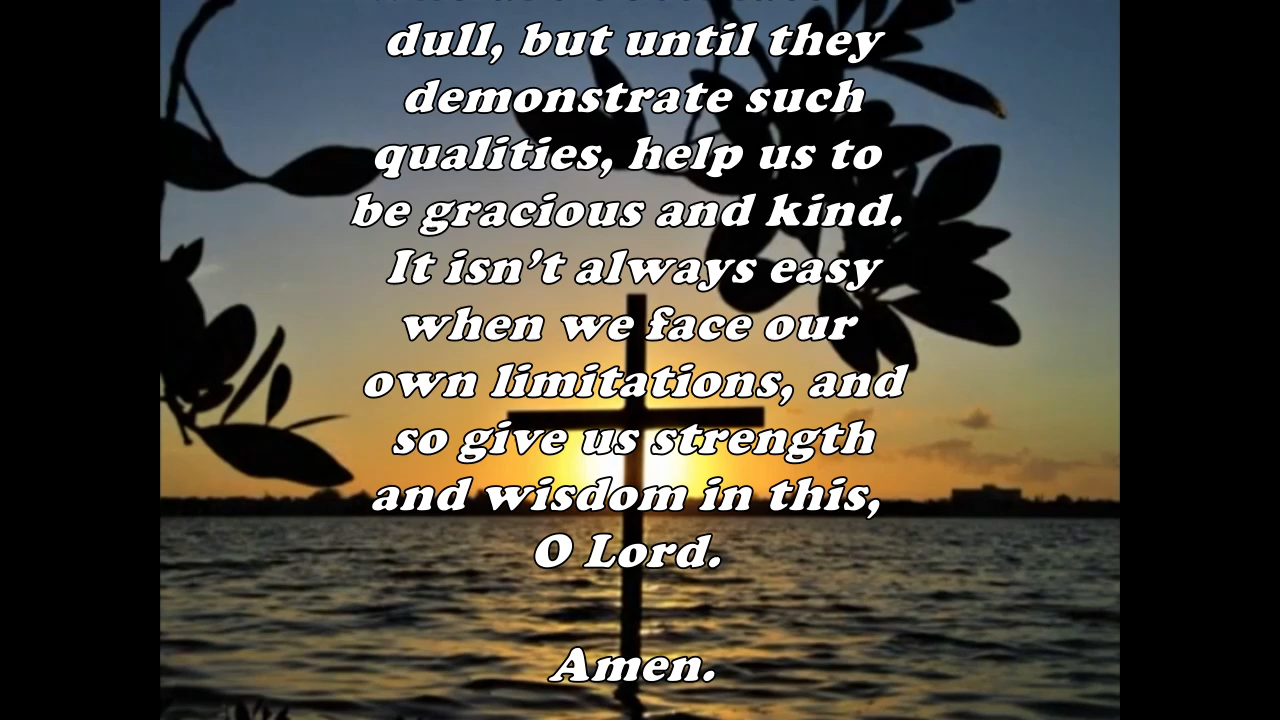 dull, but until they
demonstrate such
qualities, help us to
be gracious and kind.
It isn’t always easy
when we face our
own limitations, and
so give us strength
and wisdom in this,
O Lord.
Amen.